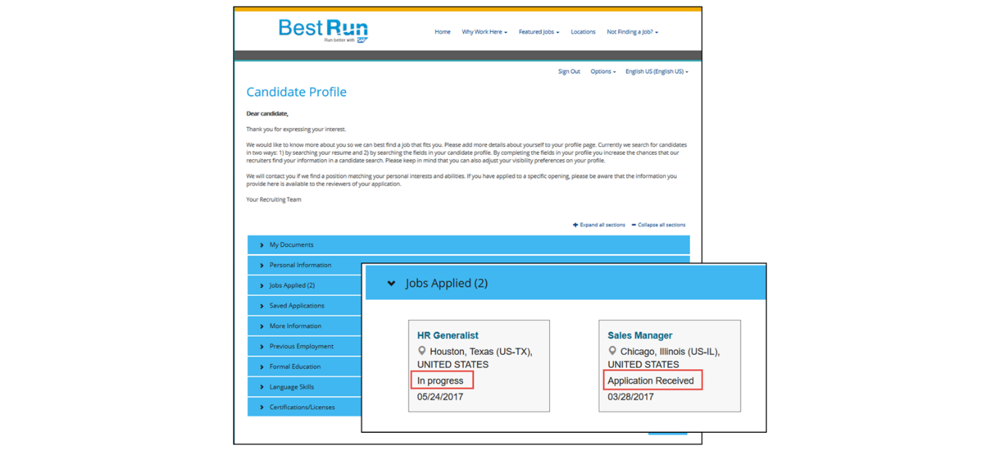 BestRun
Run better with SAP
Home Why Work Here Featured Jobs Locations Not Finding a Job?
Sign Out Options English US (English US)
Candidate Profile
Dear candidate,
Thank you for expressing your interest.
We would like to know more about you so we can best find a job that fits you. Please add more details about yourself to your profile page. Currently we search for candidates
in two ways: 1) by searching your resume and 2) by searching the fields in your candidate profile. By completing the fields in your profile you increase the chances that our
recruiters find your information in a candidate search. Please keep in mind that you can also adjust your visibility preferences on your profile.
We will contact you if we find a position matching your personal interests and abilities. If you have applied to a specific opening, please be aware that the information you
provide here is available to the reviewers of your application.
Your Recruiting Team
Expand all sections Collapse all sections
My Documents
Personal Information
Jobs Applied (2)
Saved Applications
More Information
Previous Employment
Formal Education
Language Skills
Certifications/Licenses
Jobs Applied (2)
HR Generalist
Houston, Texas (US-TX),
UNITED STATES
In progress
05/24/2017
Sales Manager
Chicago, Illinois (US-IL),
UNITED STATES
Application Received
03/28/2017